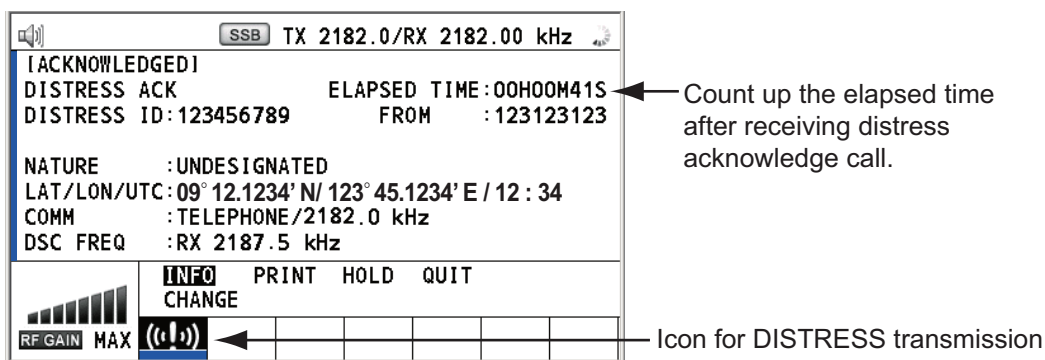 SSB TX 2182.0/RX 2182.00 kHz
[ACKNOWLEDGED]
DISTRESS ACK ELAPSED TIME:00H00M41S
DISTRESS ID:123456789 FROM :123123123
NATURE :UNDESIGNATED
LAT/LON/UTC:09°12.1234' N/ 123°45.1234' E / 12 : 34
COMM :TELEPHONE/2182.0 kHz
DSC FREQ :RX 2187.5 kHz
INFO PRINT HOLD QUIT
CHANGE
RF GAIN MAX
Count up the elapsed time
after receiving distress
acknowledge call.
Icon for DISTRESS transmission